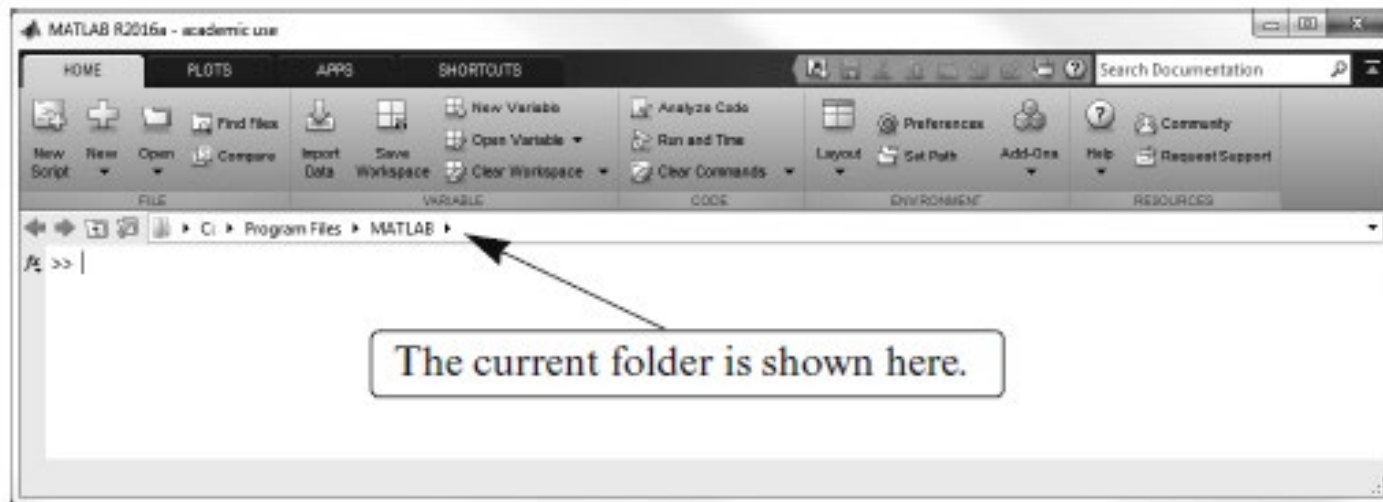 MATLAB R2016a - academic use
HOME PLOTS APPS SHORTCUTS Search Documentation
New Script New Open Find Files Compare Import Data Save Workspace New Variable Open Variable Clear Workspace Analyze Code Run and Time Clear Commands Layout Preferences Set Path Add-Ons Help Community Request Support
FILE VARIABLE CODE ENVIRONMENT RESOURCES
C: Program Files MATLAB
fx >>
The current folder is shown here.